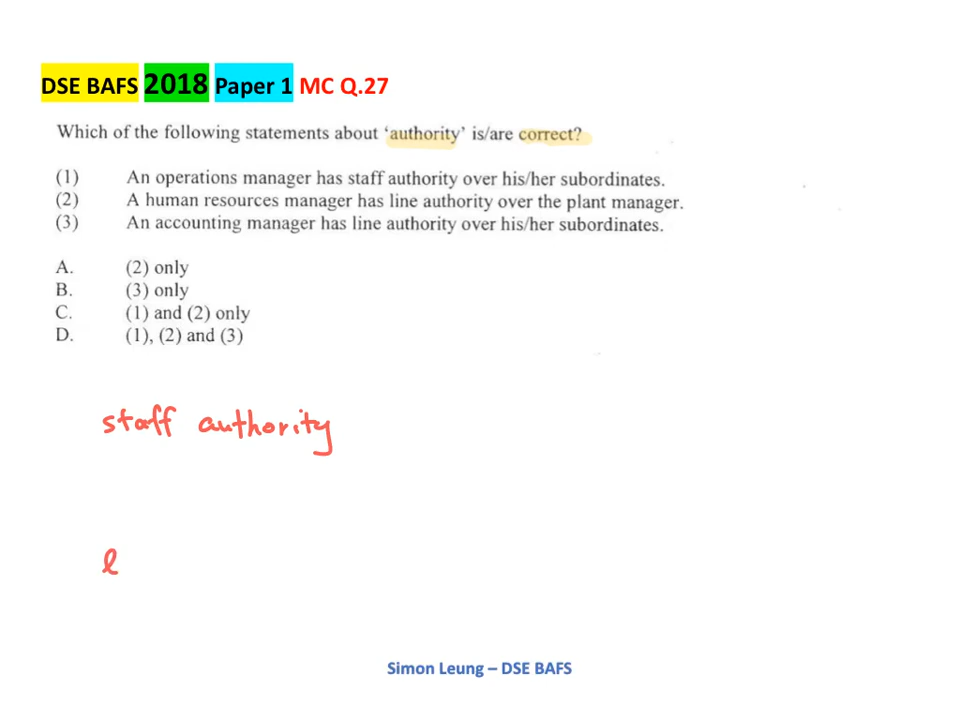 DSE BAFS 2018 Paper 1 MC Q.27
Which of the following statements about ‘authority’ is/are correct?
(1) An operations manager has staff authority over his/her subordinates.
(2) A human resources manager has line authority over the plant manager.
(3) An accounting manager has line authority over his/her subordinates.
A. (2) only
B. (3) only
C. (1) and (2) only
D. (1), (2) and (3)
staff authority
l
Simon Leung – DSE BAFS